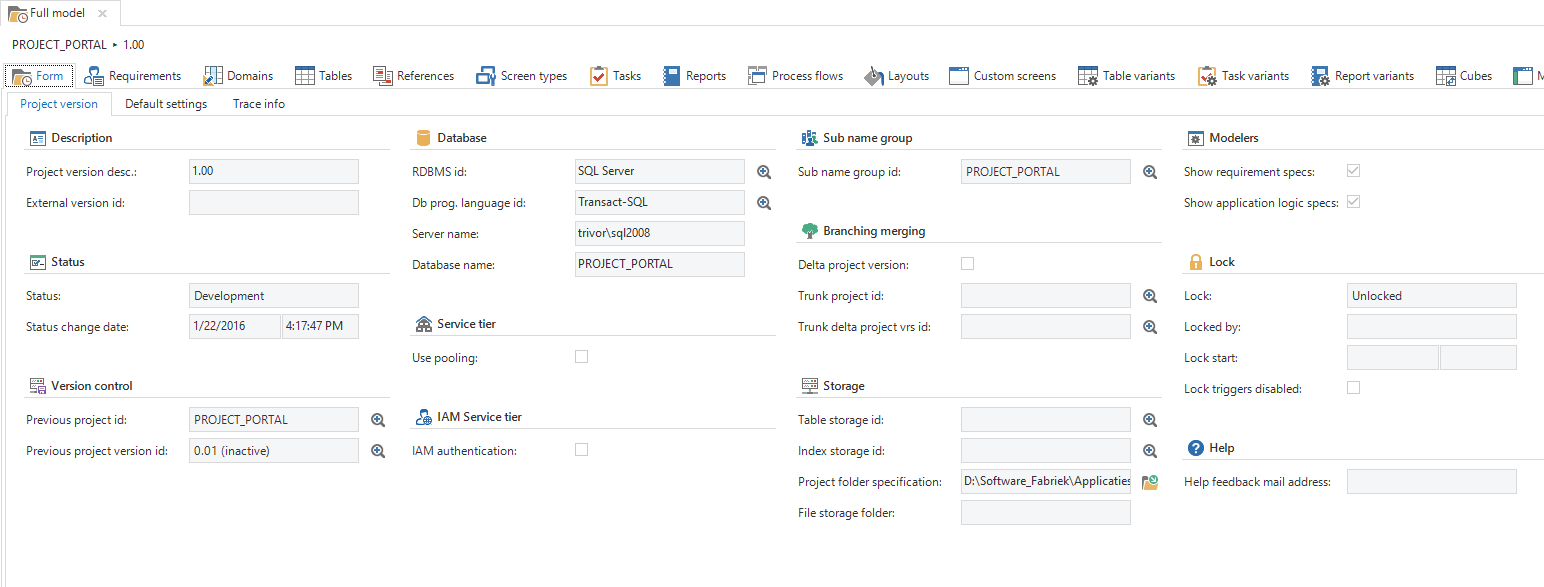 Full model
PROJECT_PORTAL ▸ 1.00
Form Requirements Domains Tables References Screen types Tasks Reports Process flows Layouts Custom screens Table variants Task variants Report variants Cubes M
Project version Default settings Trace info
Description
Project version desc.: 1.00
External version id:
Status
Status: Development
Status change date: 1/22/2016 4:17:47 PM
Version control
Previous project id: PROJECT_PORTAL
Previous project version id: 0.01 (inactive)
Database
RDBMS id: SQL Server
Db prog. language id: Transact-SQL
Server name: trivor\sql2008
Database name: PROJECT_PORTAL
Service tier
Use pooling:
IAM Service tier
IAM authentication:
Sub name group
Sub name group id: PROJECT_PORTAL
Branching merging
Delta project version:
Trunk project id:
Trunk delta project vrs id:
Storage
Table storage id:
Index storage id:
Project folder specification: D:\Software_Fabriek\Applicaties
File storage folder:
Modelers
Show requirement specs:
Show application logic specs:
Lock
Lock: Unlocked
Locked by:
Lock start:
Lock triggers disabled:
Help
Help feedback mail address: